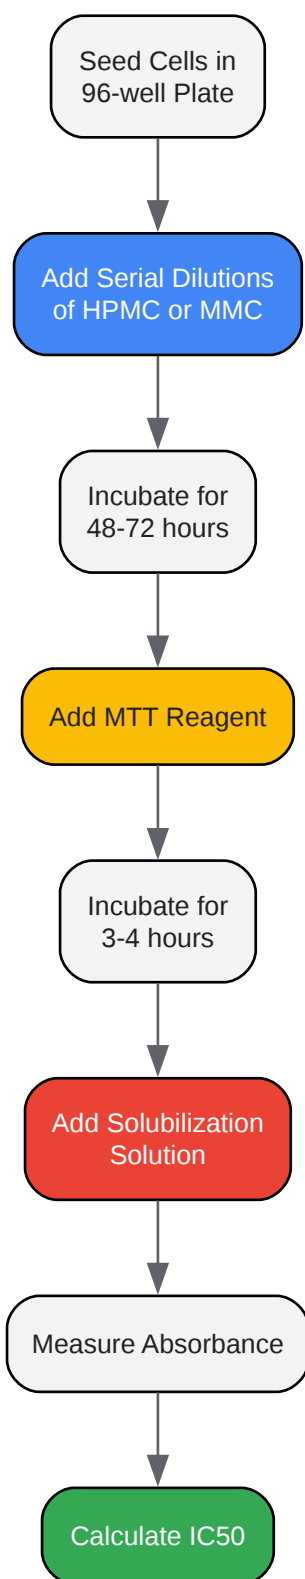 Seed Cells in
96-well Plate
Add Serial Dilutions
of HPMC or MMC
Incubate for
48-72 hours
Add MTT Reagent
Incubate for
3-4 hours
Add Solubilization
Solution
Measure Absorbance
Calculate IC50